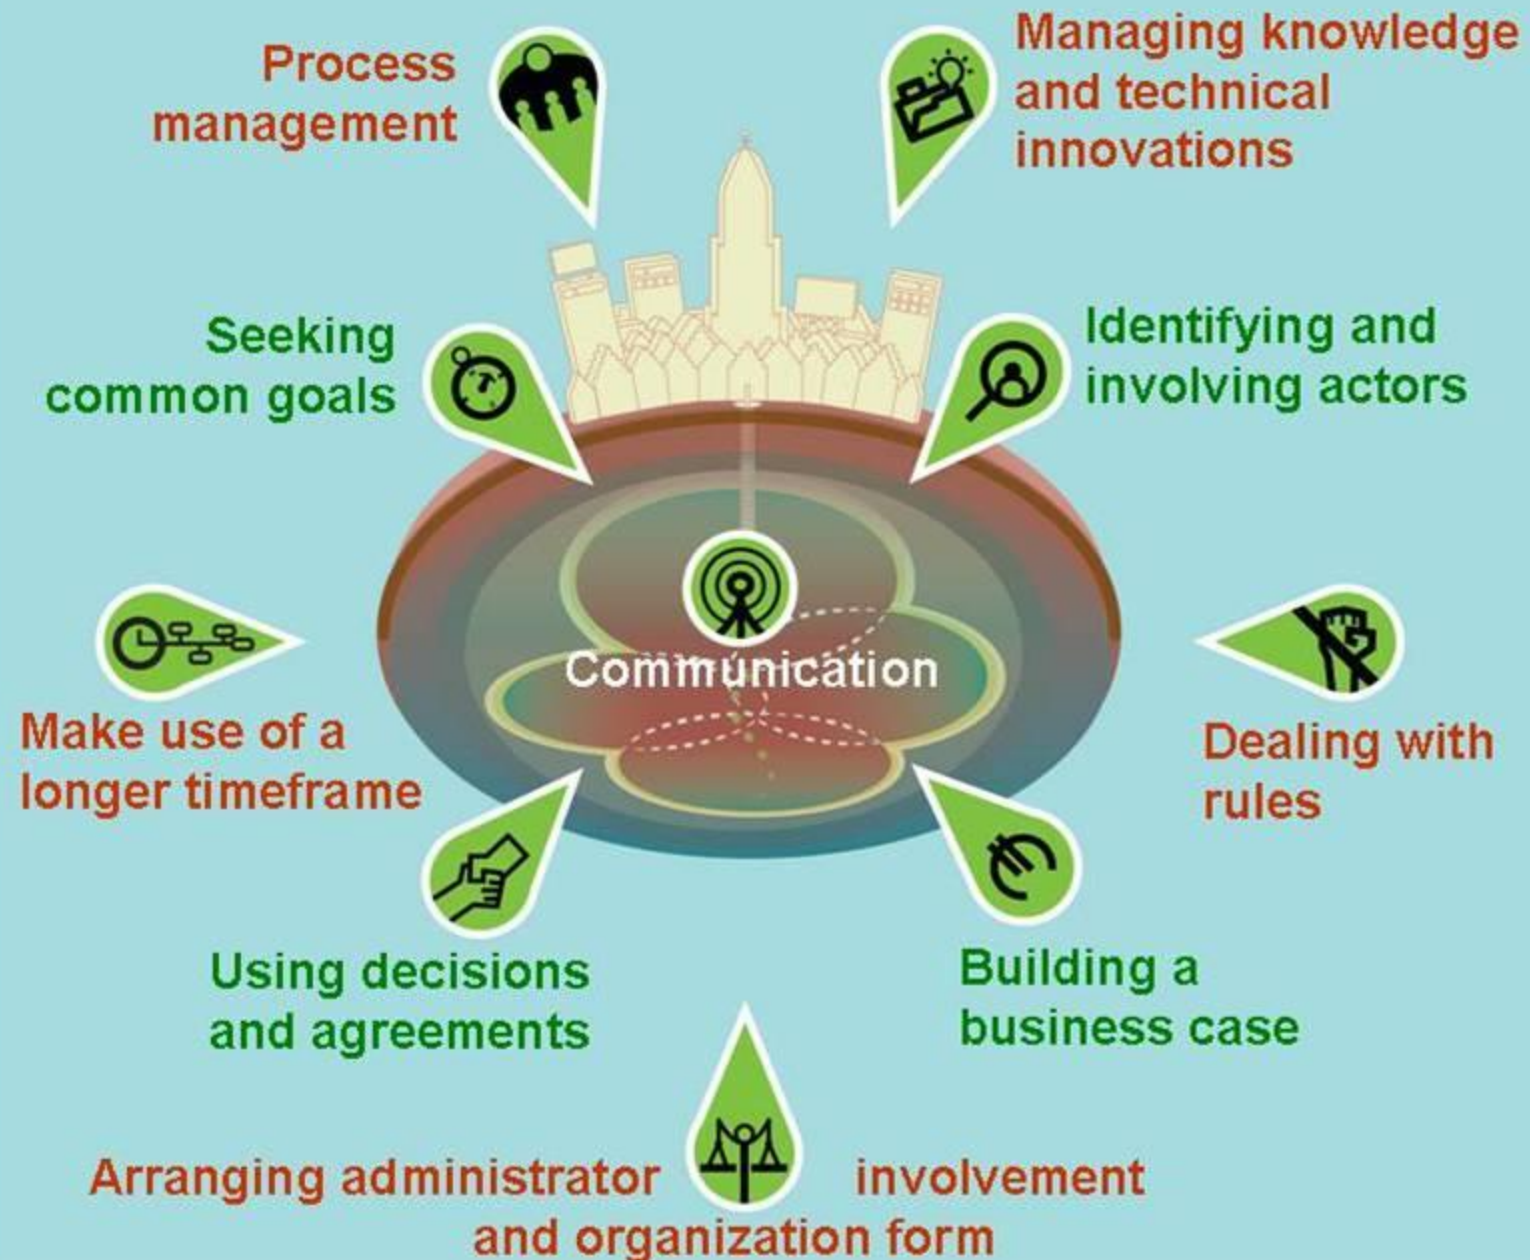 Process
management
Managing knowledge
and technical
innovations
Seeking
common goals
Identifying and
involving actors
Communication
Make use of a
longer timeframe
Dealing with
rules
Using decisions
and agreements
Building a
business case
Arranging administrator involvement
and organization form